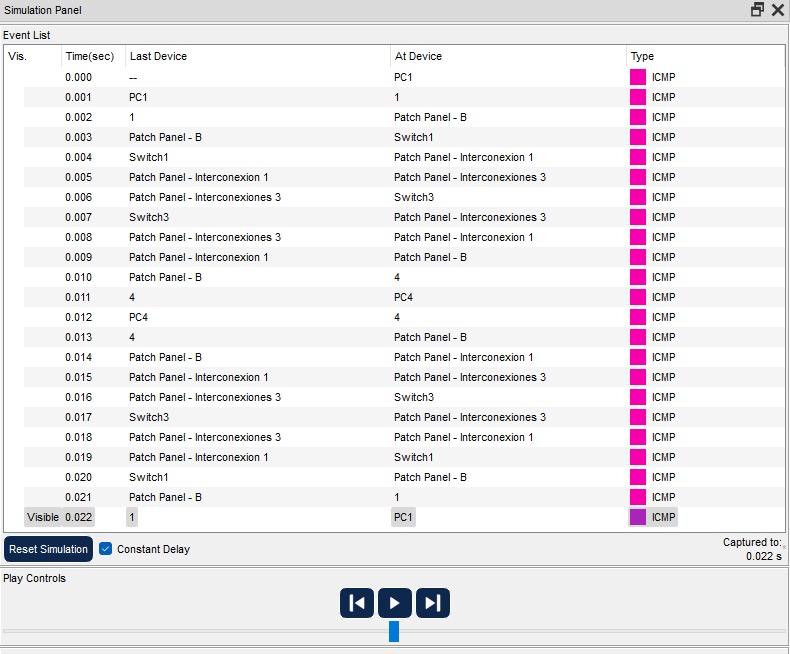 Simulation Panel
Event List
Vis. Time(sec) Last Device At Device Type
0.000 -- PC1 ICMP
0.001 PC1 1 ICMP
0.002 1 Patch Panel - B ICMP
0.003 Patch Panel - B Switch1 ICMP
0.004 Switch1 Patch Panel - Interconexion 1 ICMP
0.005 Patch Panel - Interconexion 1 Patch Panel - Interconexiones 3 ICMP
0.006 Patch Panel - Interconexiones 3 Switch3 ICMP
0.007 Switch3 Patch Panel - Interconexiones 3 ICMP
0.008 Patch Panel - Interconexiones 3 Patch Panel - Interconexion 1 ICMP
0.009 Patch Panel - Interconexion 1 Patch Panel - B ICMP
0.010 Patch Panel - B 4 ICMP
0.011 4 PC4 ICMP
0.012 PC4 4 ICMP
0.013 4 Patch Panel - B ICMP
0.014 Patch Panel - B Patch Panel - Interconexion 1 ICMP
0.015 Patch Panel - Interconexion 1 Patch Panel - Interconexiones 3 ICMP
0.016 Patch Panel - Interconexiones 3 Switch3 ICMP
0.017 Switch3 Patch Panel - Interconexiones 3 ICMP
0.018 Patch Panel - Interconexiones 3 Patch Panel - Interconexion 1 ICMP
0.019 Patch Panel - Interconexion 1 Switch1 ICMP
0.020 Switch1 Patch Panel - B ICMP
0.021 Patch Panel - B 1 ICMP
Visible 0.022 1 PC1 ICMP
Reset Simulation Constant Delay Captured to:
0.022 s
Play Controls